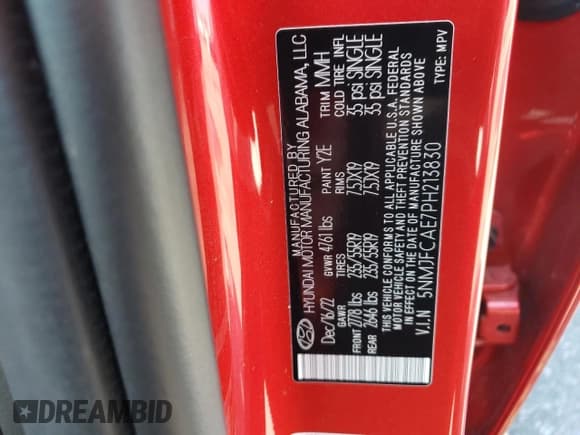 MANUFACTURED BY
HYUNDAI MOTOR MANUFACTURING ALABAMA, LLC
Dec/16/22 GVWR 4761 lbs PAINT Y2E TRIM MMH
GAWR TIRES RIMS COLD TIRE INFL
FRONT 2778 lbs 235/55R19 7.5JX19 35 psi SINGLE
REAR 2646 lbs 235/55R19 7.5JX19 35 psi SINGLE
THIS VEHICLE CONFORMS TO ALL APPLICABLE U.S.A. FEDERAL
MOTOR VEHICLE SAFETY AND THEFT PREVENTION STANDARDS
IN EFFECT ON THE DATE OF MANUFACTURE SHOWN ABOVE
V.I.N 5NMJFCAE7PH213830 TYPE: MPV
DREAMBID